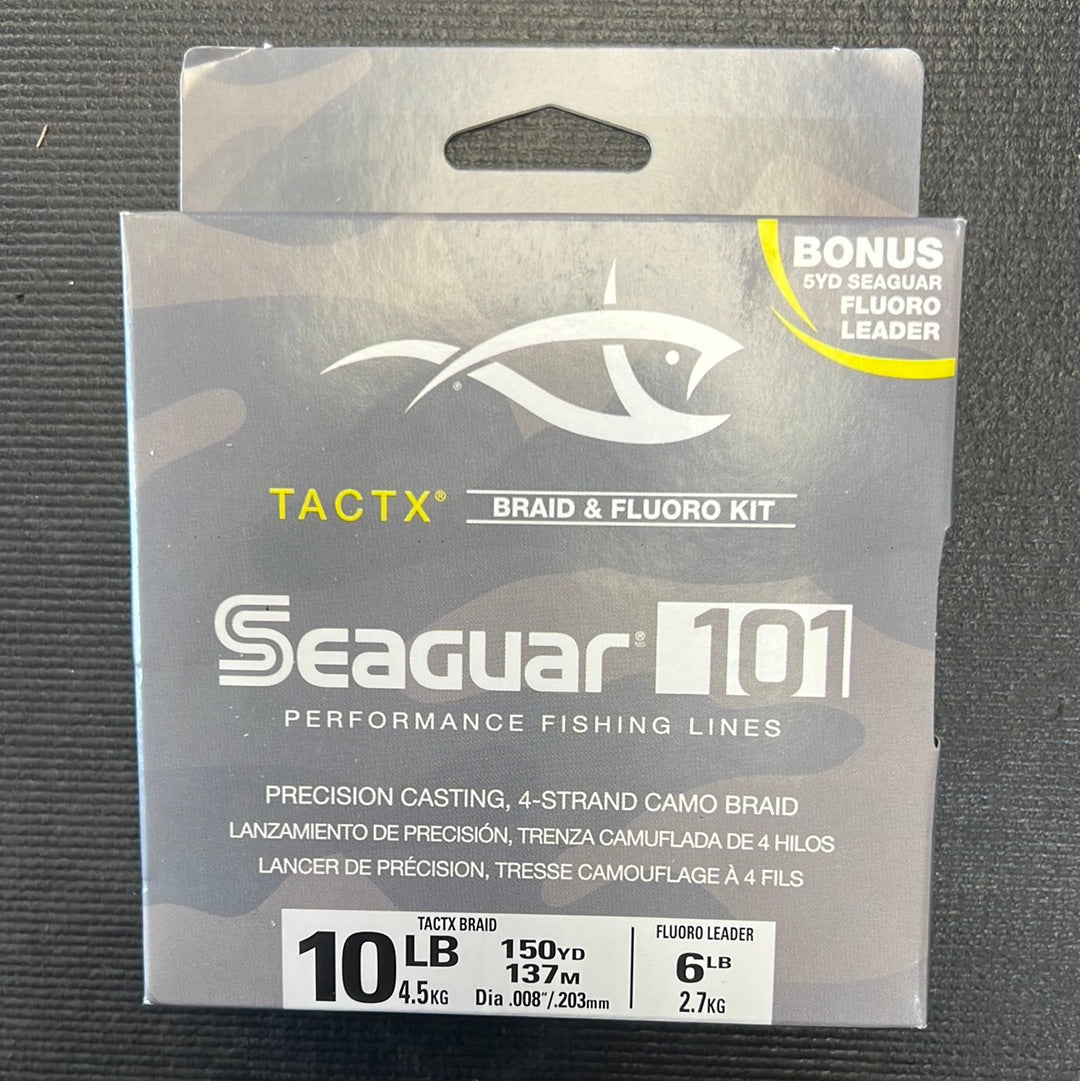 BONUS
5YD SEAGUAR
FLUORO
LEADER
®
TACTX® BRAID & FLUORO KIT
SEAGUAR® 101
PERFORMANCE FISHING LINES
PRECISION CASTING, 4-STRAND CAMO BRAID
LANZAMIENTO DE PRECISIÓN, TRENZA CAMUFLADA DE 4 HILOS
LANCER DE PRÉCISION, TRESSE CAMOUFLAGE À 4 FILS
TACTX BRAID
10LB
4.5KG
150YD
137M
Dia .008"/.203mm
FLUORO LEADER
6LB
2.7KG